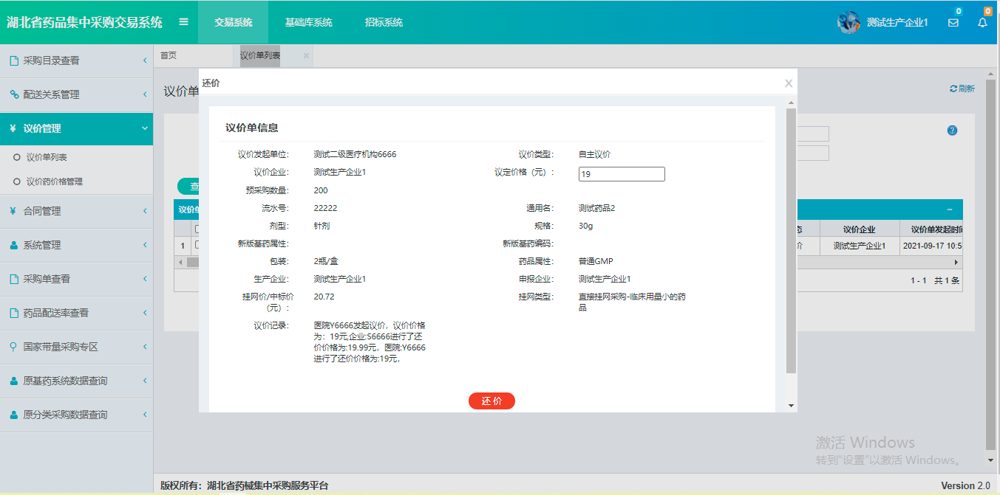 湖北省药品集中采购交易系统
交易系统
基础库系统
招标系统
测试生产企业1
0
0
采购目录查看
配送关系管理
¥ 议价管理
议价单列表
议价药价格管理
¥ 合同管理
系统管理
采购单查看
药品配送率查看
国家带量采购专区
原基药系统数据查询
原分类采购数据查询
首页
议价单列表
议价单
刷新
还价
议价单信息
议价发起单位: 测试二级医疗机构6666
议价类型: 自主议价
议价企业: 测试生产企业1
议定价格（元）: 19
预采购数量: 200
流水号: 22222
通用名: 测试药品2
剂型: 针剂
规格: 30g
新版基药属性:
新版基药编码:
包装: 2瓶/盒
药品属性: 普通GMP
生产企业: 测试生产企业1
申报企业: 测试生产企业1
挂网价/中标价
（元）: 20.72
挂网类型: 直接挂网采购-临床用量小的药
品
议价记录: 医院Y6666发起议价，议价价格
为：19元,企业:S6666进行了还
价价格为:19.99元，医院:Y6666
进行了还价价格为:19元,
还 价
查
议价单
议价企业
议价单发起时间
1
价
测试生产企业1
2021-09-17 10:5
1 - 1 共 1 条
激活 Windows
转到"设置"以激活 Windows。
版权所有：湖北省药械集中采购服务平台
Version 2.0